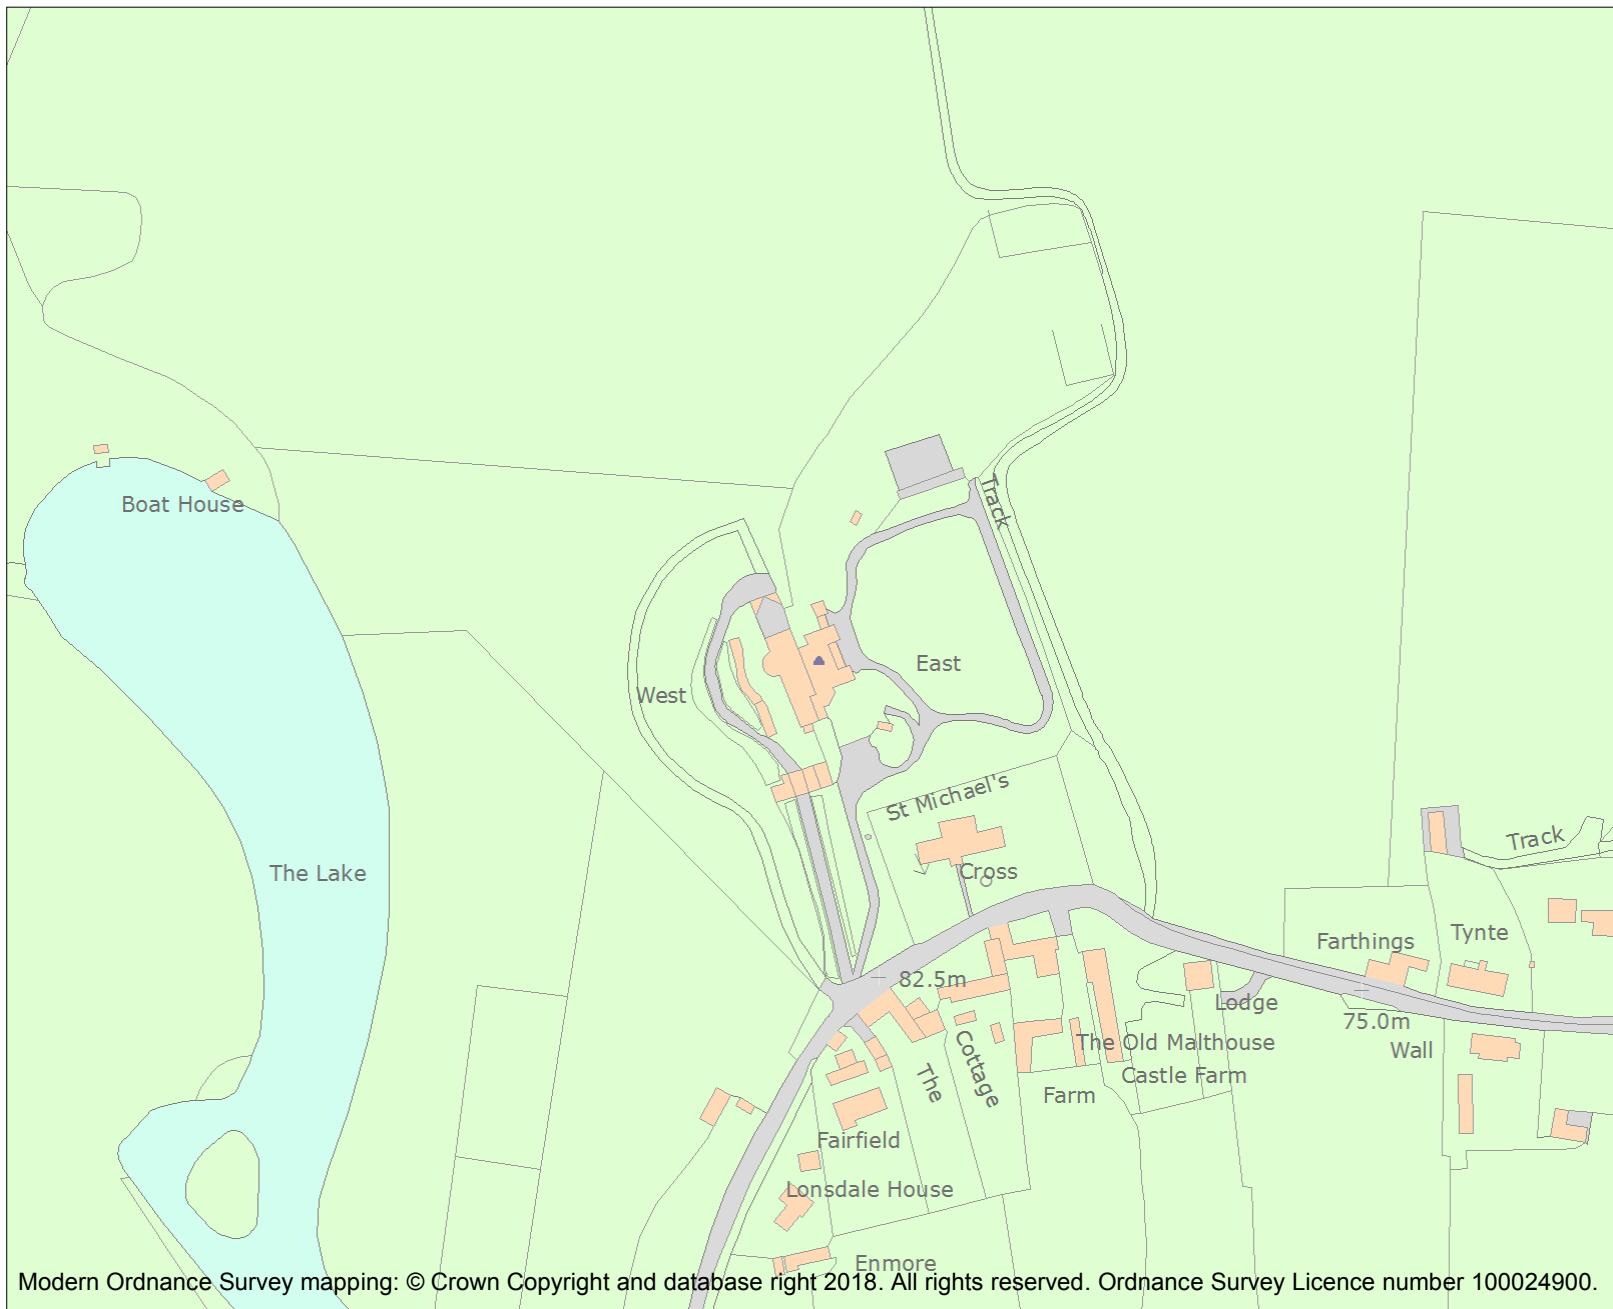 Track
Boat House
East
West
St Michael's
Track
The Lake
Cross
Farthings
Tynte
82.5m
Lodge
75.0m
The Old Malthouse
Wall
Cottage
The
Castle Farm
Farm
Fairfield
Lonsdale House
Enmore
Modern Ordnance Survey mapping: © Crown Copyright and database right 2018. All rights reserved. Ordnance Survey Licence number 100024900.